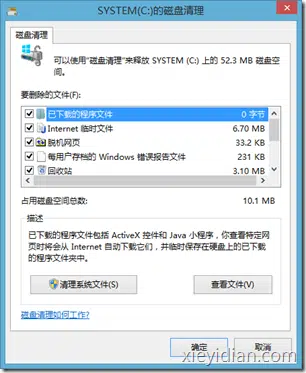 SYSTEM(C:)的磁盘清理
磁盘清理
可以使用“磁盘清理”来释放 SYSTEM (C:) 上的 52.3 MB 磁盘空
间。
要删除的文件(F):
已下载的程序文件 0 字节
Internet 临时文件 6.70 MB
脱机网页 33.2 KB
每用户存档的 Windows 错误报告文件 231 KB
回收站 3.10 MB
占用磁盘空间总数: 10.1 MB
描述
已下载的程序文件包括 ActiveX 控件和 Java 小程序，你查看特定网
页时将会从 Internet 自动下载它们，并临时保存在硬盘上的已下载
的程序文件夹中。
清理系统文件(S)
查看文件(V)
磁盘清理如何工作?
确定
取消
xieyidian.com